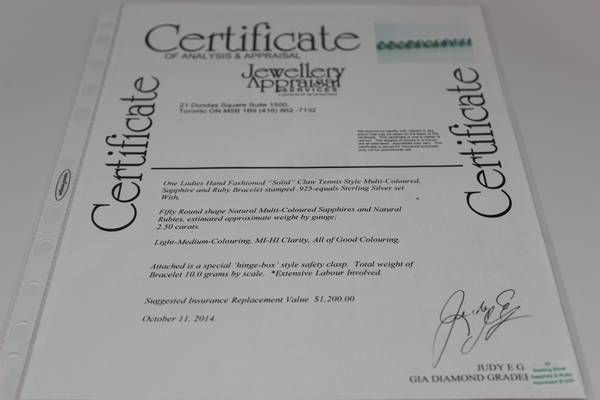 Certificate
OF ANALYSIS & APPRAISAL
Jewellery
Appraisal
SERVICES
21 Dundas Square Suite 1500,
Toronto ON M5B 1B9 (416) 862 -7132
Certificate
Certificate
One Ladies Hand Fashioned "Solid" Claw Tennis Style Multi-Coloured,
Sapphire and Ruby Bracelet stamped .925-equals Sterling Silver set
With,
Fifty Round shape Natural Multi-Coloured Sapphires and Natural
Rubies, estimated approximate weight by gauge;
2.50 carats.
Light-Medium-Colouring, MI-HI Clarity, All of Good Colouring.
Attached is a special 'hinge-box' style safety clasp. Total weight of
Bracelet 10.0 grams by scale. *Extensive Labour Involved.
Suggested Insurance Replacement Value $1,200.00
October 11, 2014.
JUDY E G
GIA DIAMOND GRADE
Sterling Silver
Sapphire & Ruby